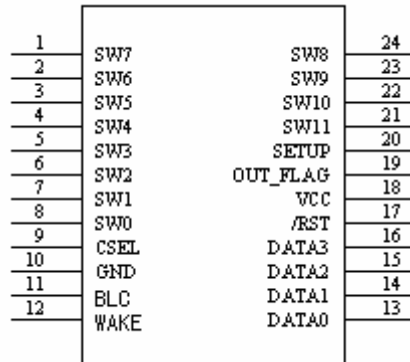 1 SW7 SW8 24
2 SW6 SW9 23
3 SW5 SW10 22
4 SW4 SW11 21
5 SW3 SETUP 20
6 SW2 OUT_FLAG 19
7 SW1 VCC 18
8 SW0 /RST 17
9 CSEL DATA3 16
10 GND DATA2 15
11 BLC DATA1 14
12 WAKE DATA0 13